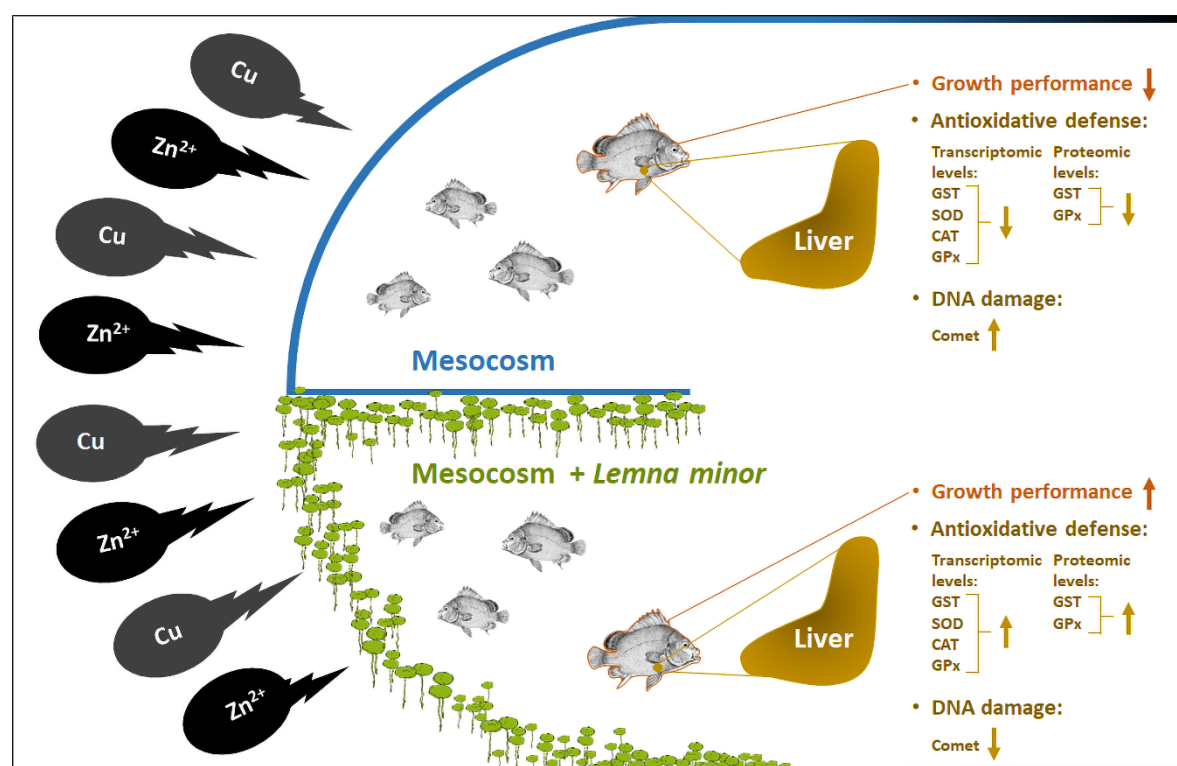 Cu
Zn²⁺
Cu
Zn²⁺
Cu
Zn²⁺
Cu
Zn²⁺
Mesocosm
Liver
• Growth performance ↓
• Antioxidative defense:
Transcriptomic levels:
GST
SOD
CAT
GPx
↓
Proteomic levels:
GST
GPx
↓
• DNA damage:
Comet ↑
Mesocosm + Lemna minor
Liver
• Growth performance ↑
• Antioxidative defense:
Transcriptomic levels:
GST
SOD
CAT
GPx
↑
Proteomic levels:
GST
GPx
↑
• DNA damage:
Comet ↓